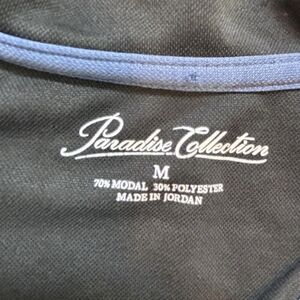 Paradise Collection
M
70% MODAL 30% POLYESTER
MADE IN JORDAN